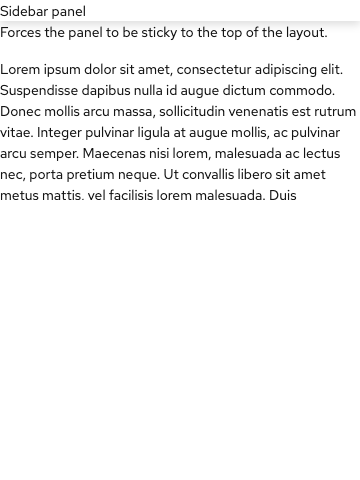 Sidebar panel
Forces the panel to be sticky to the top of the layout.
Lorem ipsum dolor sit amet, consectetur adipiscing elit.
Suspendisse dapibus nulla id augue dictum commodo.
Donec mollis arcu massa, sollicitudin venenatis est rutrum
vitae. Integer pulvinar ligula at augue mollis, ac pulvinar
arcu semper. Maecenas nisi lorem, malesuada ac lectus
nec, porta pretium neque. Ut convallis libero sit amet
metus mattis. vel facilisis lorem malesuada. Duis